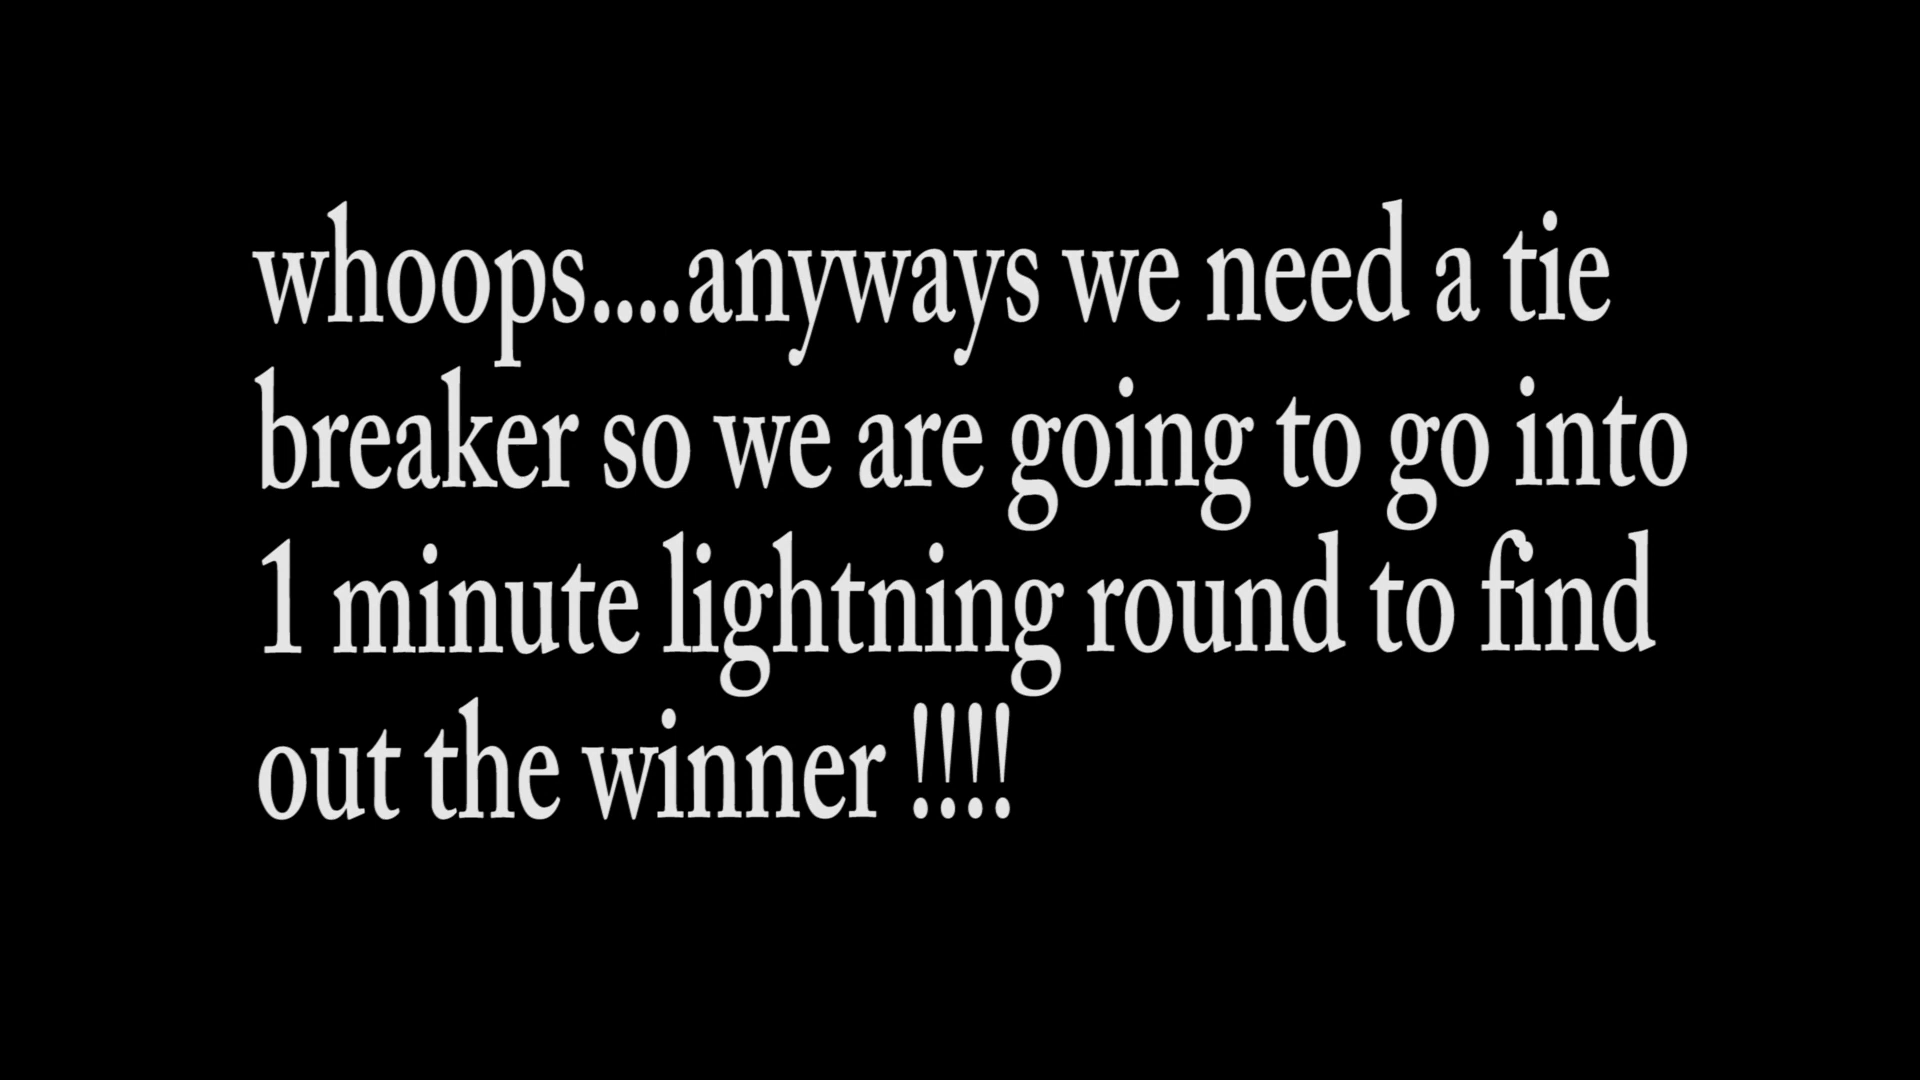 whoops....anyways we need a tie
breaker so we are going to go into
1 minute lightning round to find
out the winner !!!!